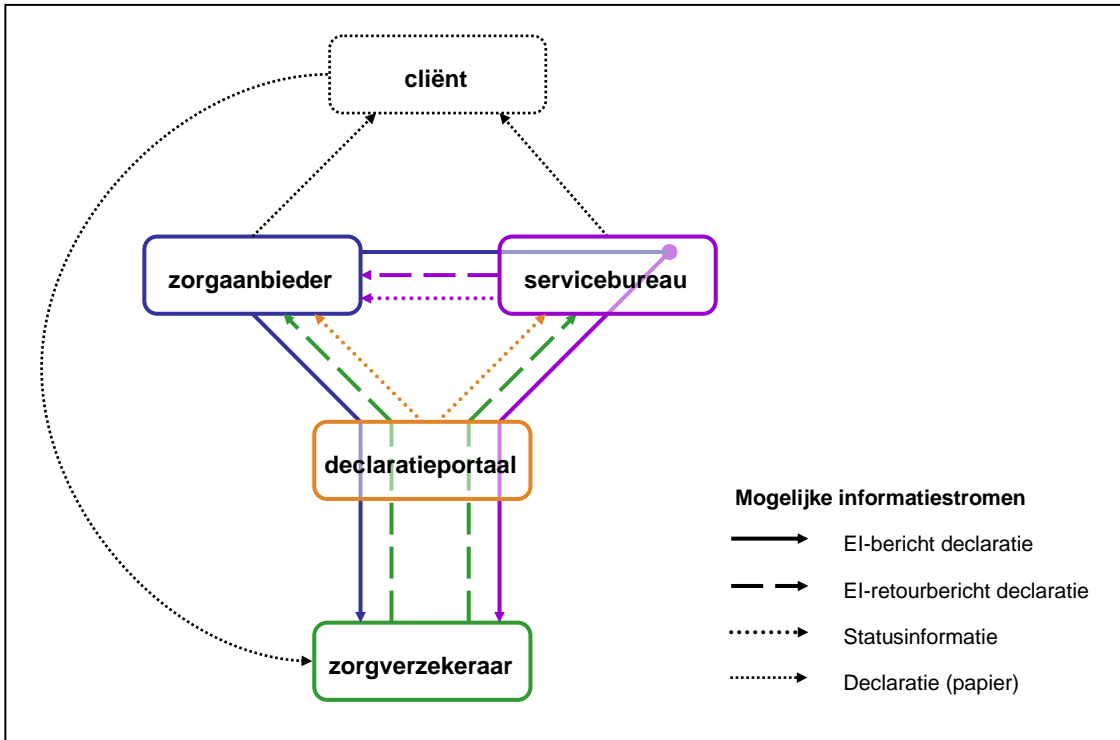 cliënt
zorgaanbieder
servicebureau
declaratieportaal
zorgverzekeraar
Mogelijke informatiestromen
EI-bericht declaratie
EI-retourbericht declaratie
Statusinformatie
Declaratie (papier)